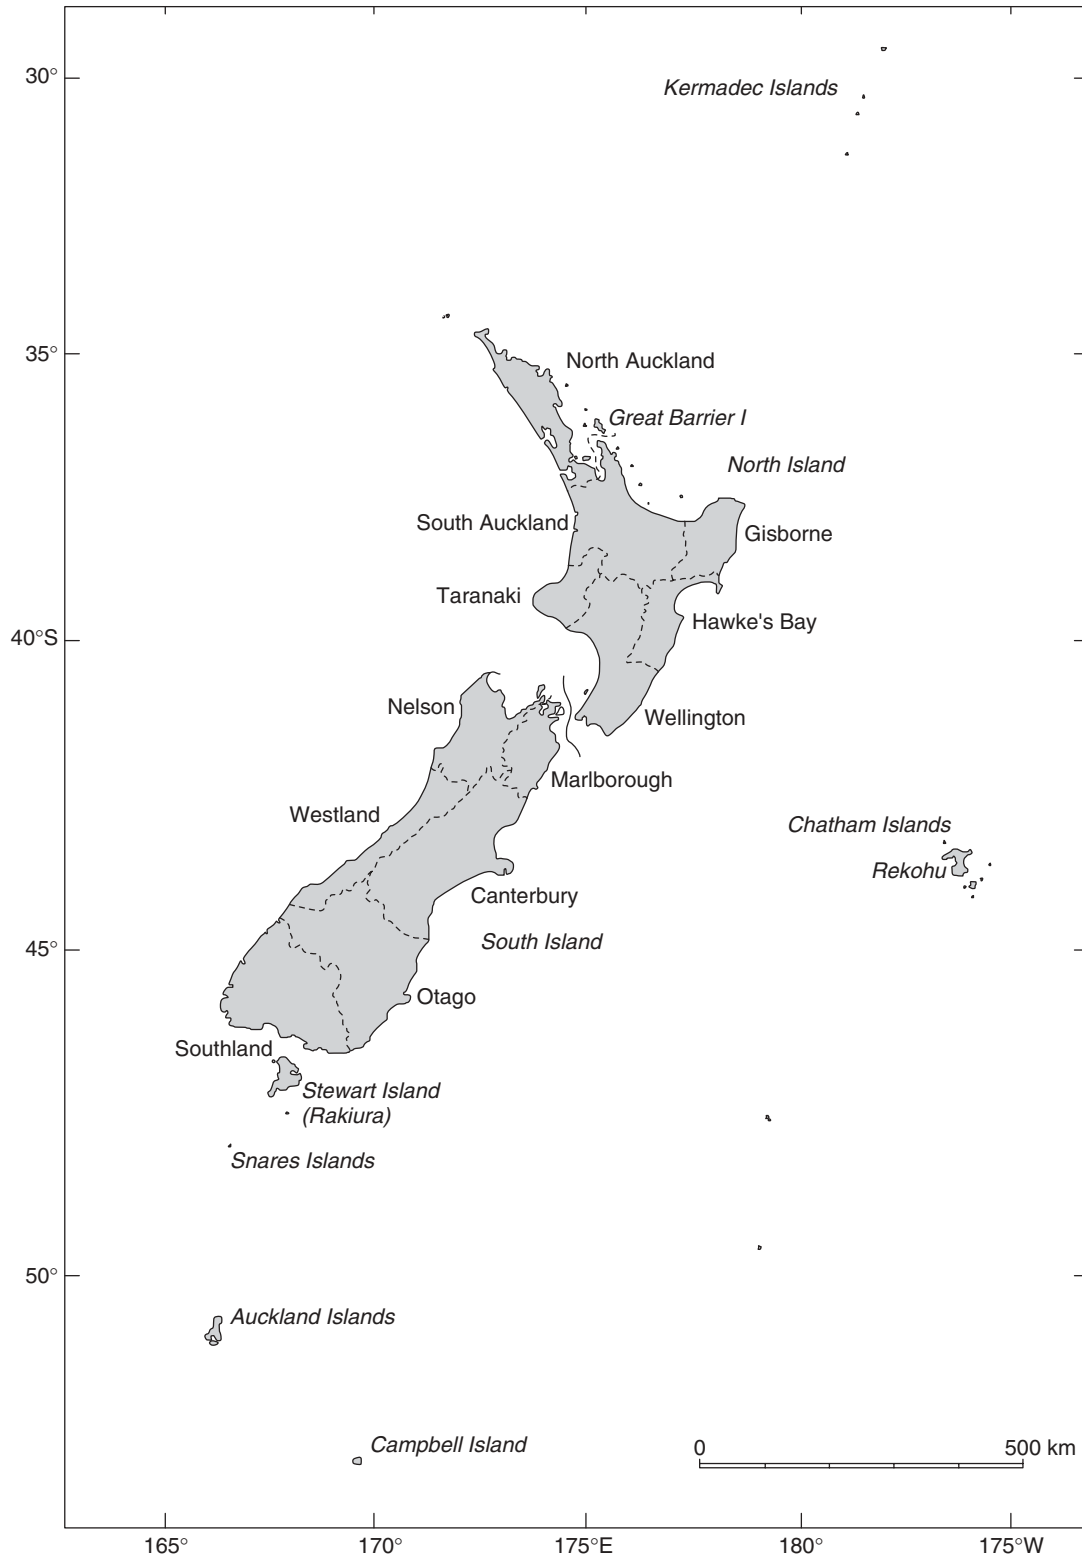 30°
Kermadec Islands
35°
North Auckland
Great Barrier I
North Island
South Auckland
Gisborne
Taranaki
Hawke's Bay
40°S
Nelson
Wellington
Marlborough
Westland
Chatham Islands
Rekohu
Canterbury
South Island
45°
Otago
Southland
Stewart Island
(Rakiura)
Snares Islands
50°
Auckland Islands
Campbell Island
0 500 km
165° 170° 175°E 180° 175°W